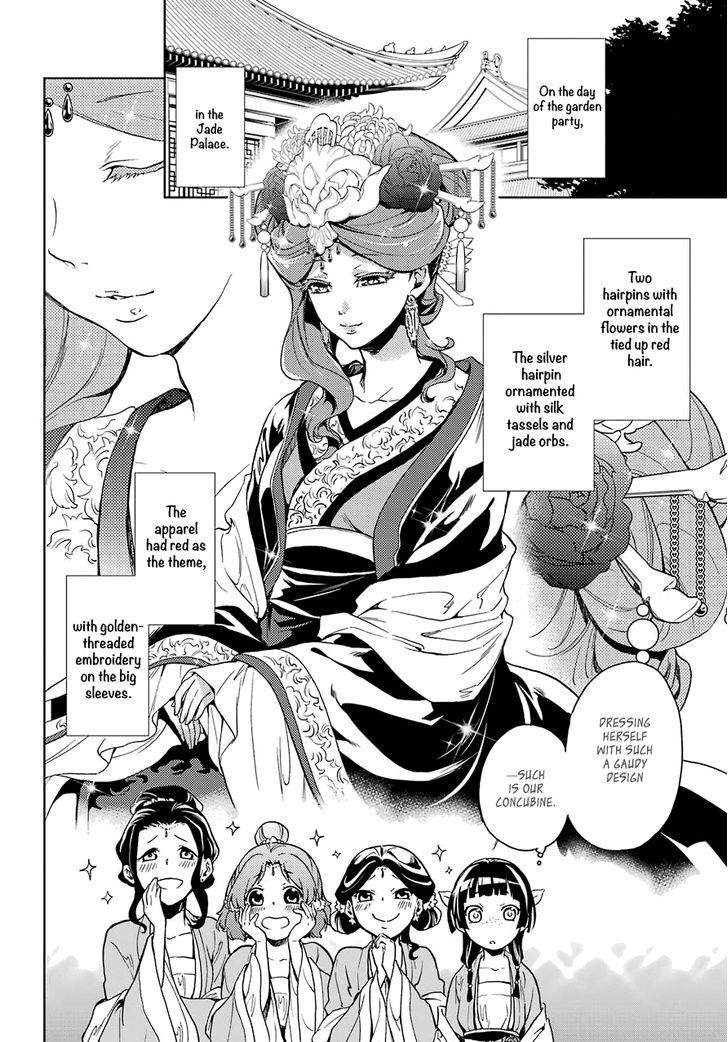 On the day
of the garden
party,
in the
Jade
Palace.
Two
hairpins with
ornamental
flowers in the
tied up red
hair.
The silver
hairpin
ornamented
with silk
tassels and
jade orbs.
The
apparel
had red as
the theme,
with golden-
threaded
embroidery
on the big
sleeves.
DRESSING
HERSELF
WITH SUCH
A GAUDY
DESIGN
—SUCH
IS OUR
CONCUBINE.